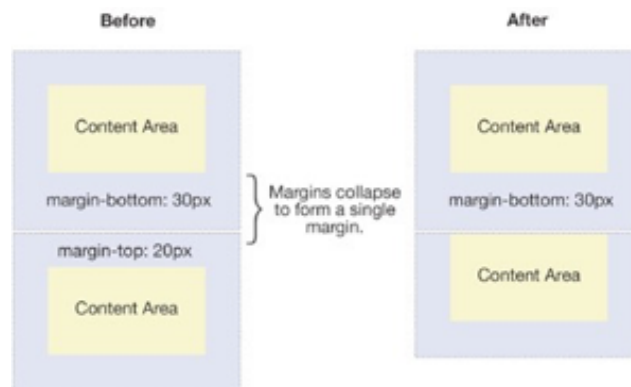 Before
After
Content Area
Content Area
margin-bottom: 30px
Margins collapse
to form a single
margin.
margin-bottom: 30px
margin-top: 20px
Content Area
Content Area